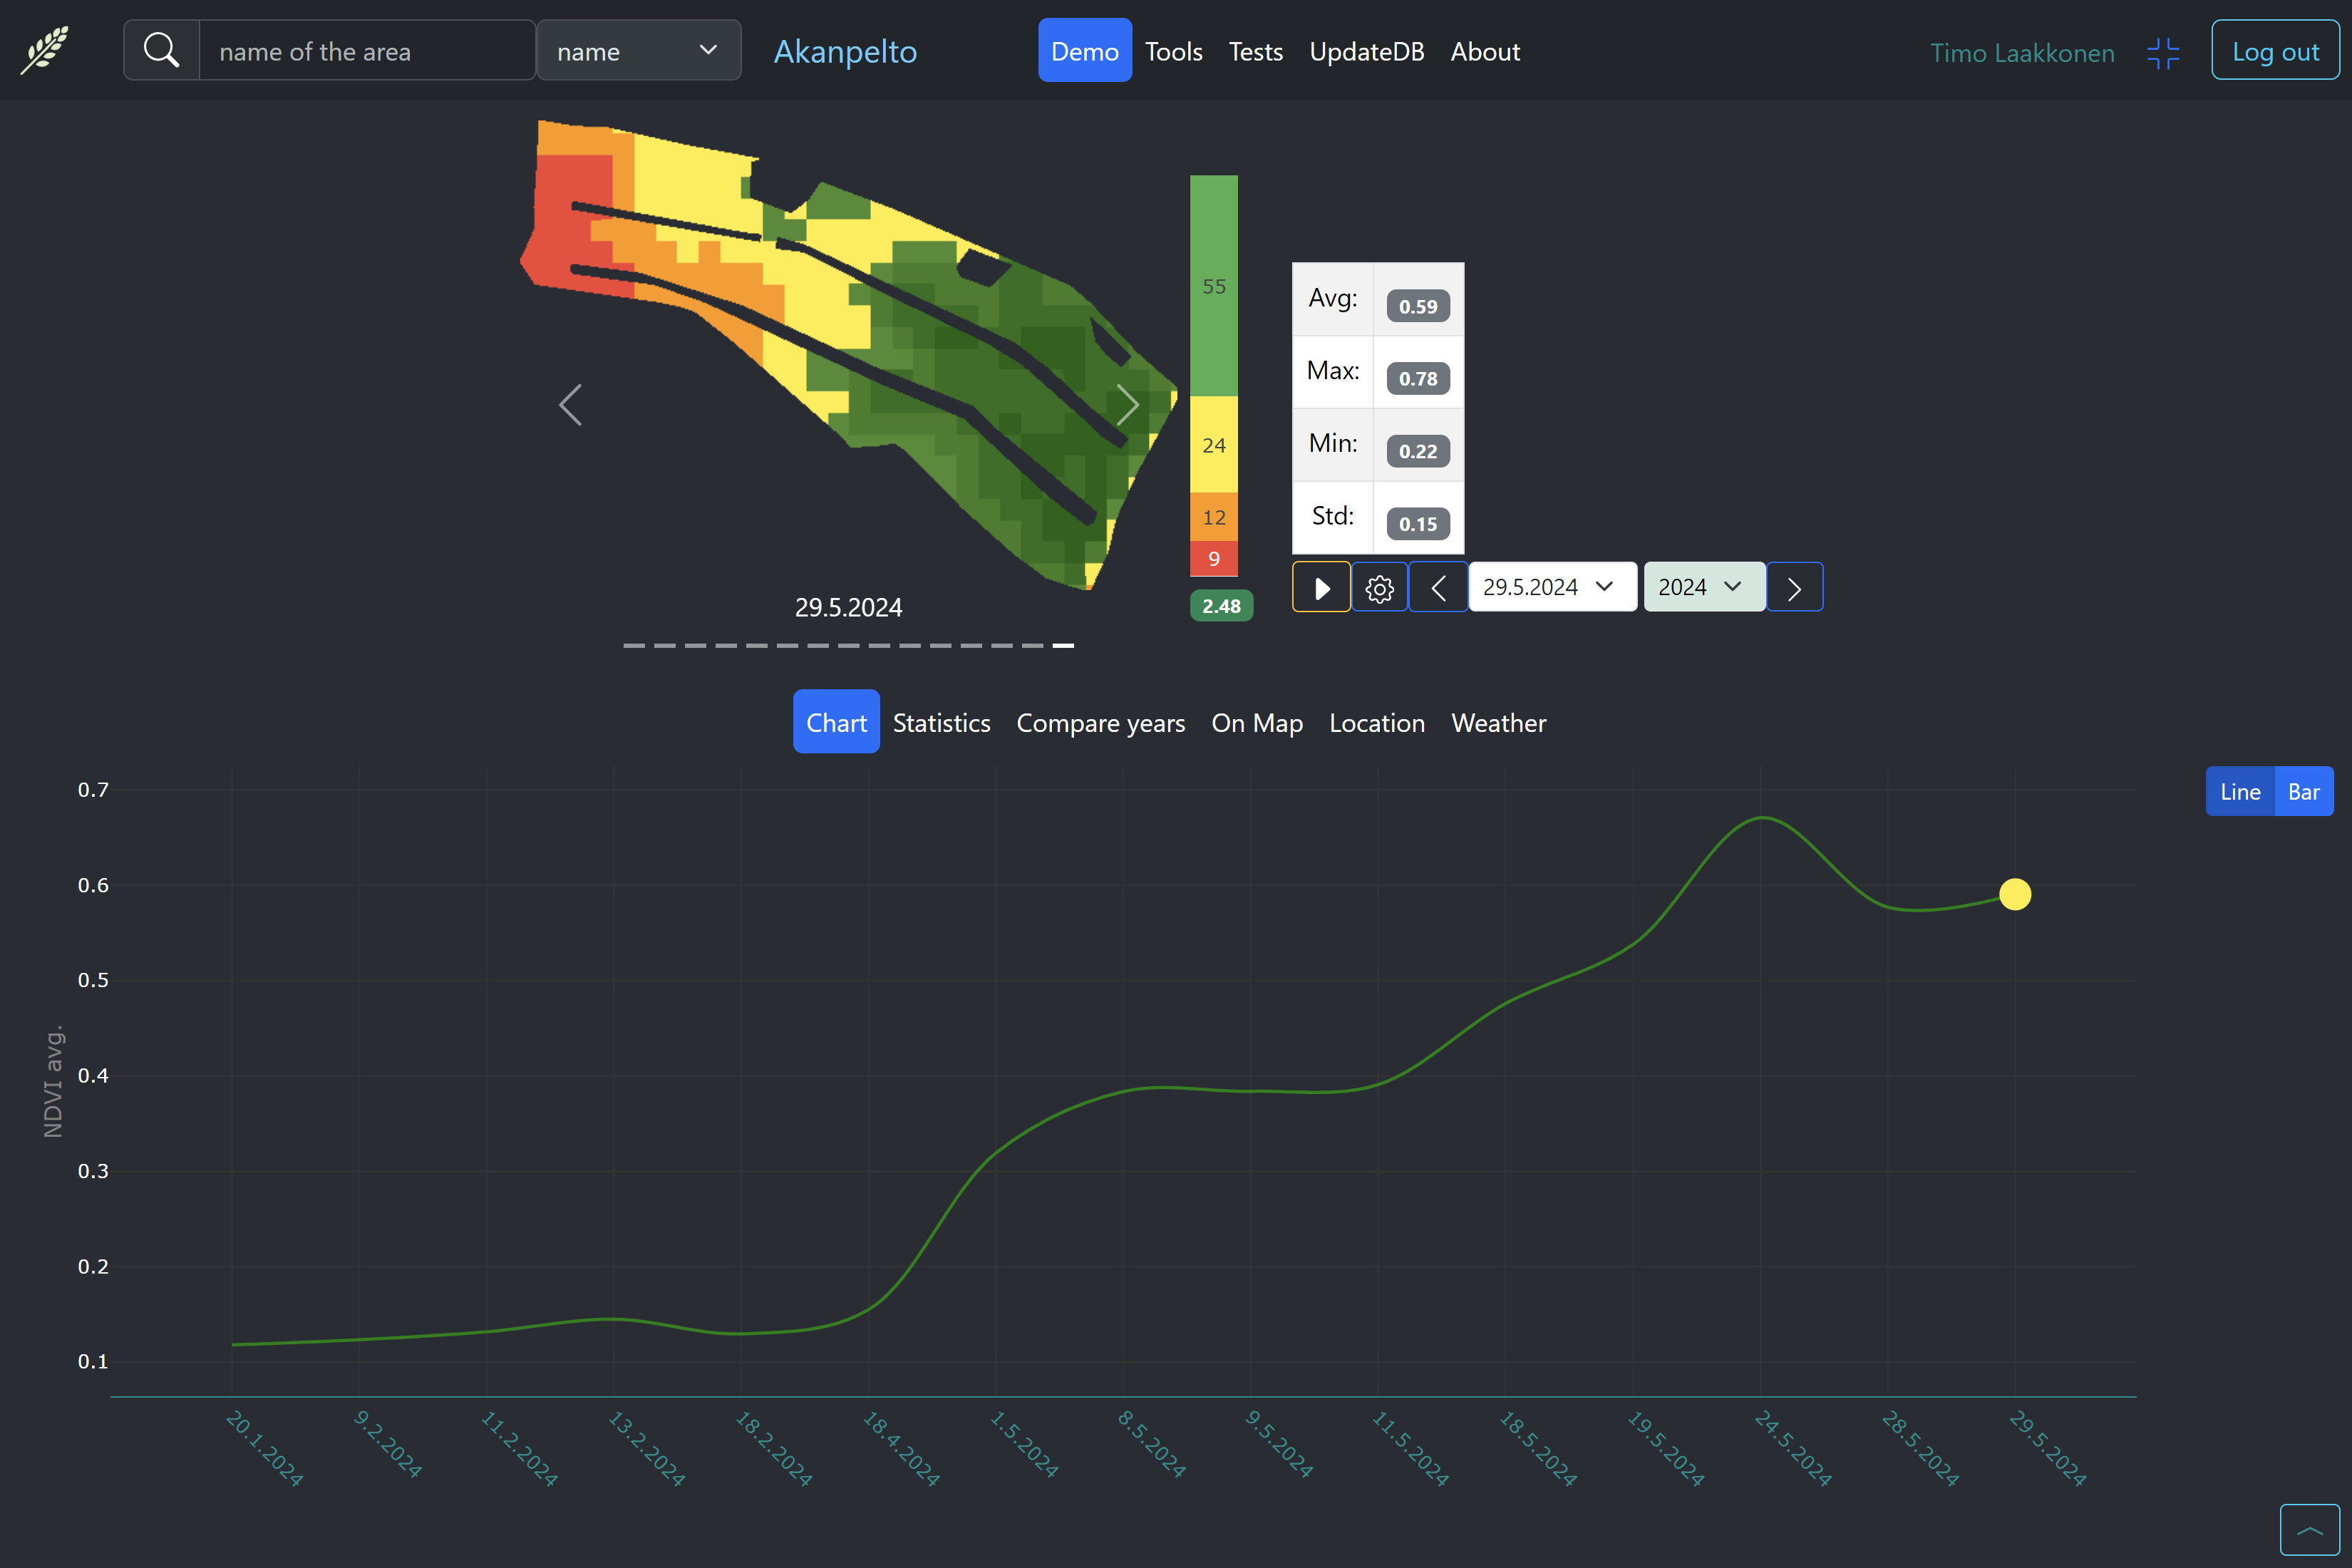 name of the area
name
Akanpelto
Demo Tools Tests UpdateDB About
Timo Laakkonen
Log out
55
24
12
9
2.48
Avg: 0.59
Max: 0.78
Min: 0.22
Std: 0.15
29.5.2024
2024
29.5.2024
Chart Statistics Compare years On Map Location Weather
Line Bar
NDVI avg.
0.7
0.6
0.5
0.4
0.3
0.2
0.1
20.1.2024
9.2.2024
11.2.2024
13.2.2024
18.2.2024
18.4.2024
1.5.2024
8.5.2024
9.5.2024
11.5.2024
18.5.2024
19.5.2024
24.5.2024
28.5.2024
29.5.2024